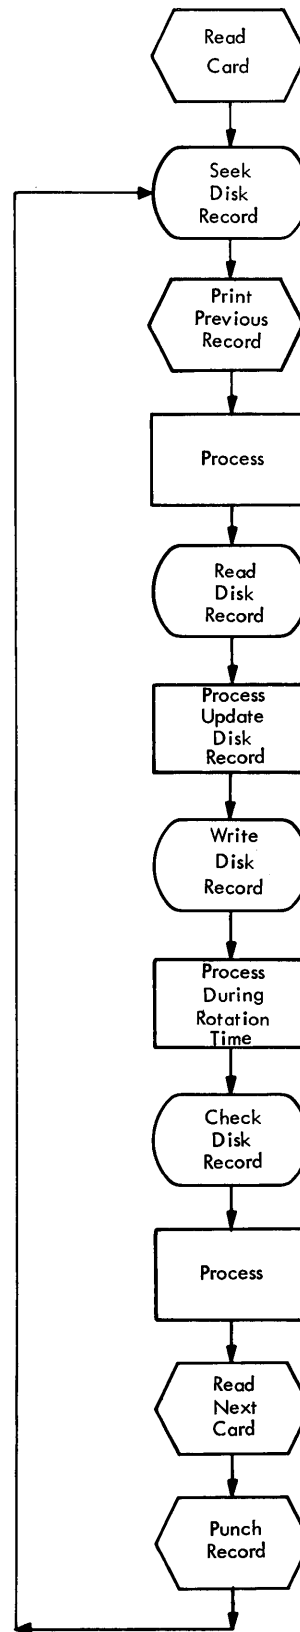 Read
Card
Seek
Disk
Record
Print
Previous
Record
Process
Read
Disk
Record
Process
Update
Disk
Record
Write
Disk
Record
Process
During
Rotation
Time
Check
Disk
Record
Process
Read
Next
Card
Punch
Record